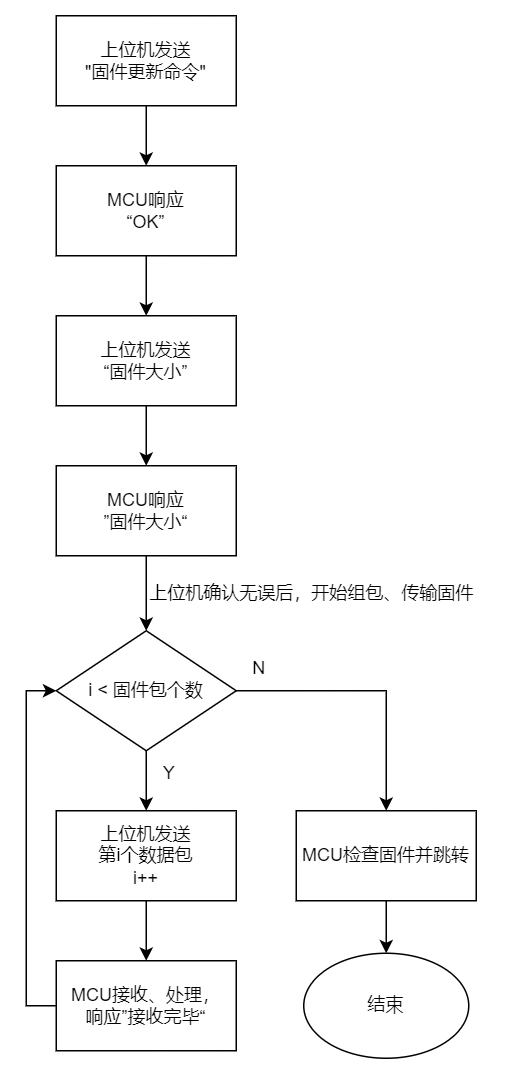 上位机发送
"固件更新命令"
MCU响应
“OK”
上位机发送
“固件大小”
MCU响应
”固件大小“
上位机确认无误后，开始组包、传输固件
i < 固件包个数
N
Y
上位机发送
第i个数据包
i++
MCU检查固件并跳转
MCU接收、处理，
响应”接收完毕“
结束